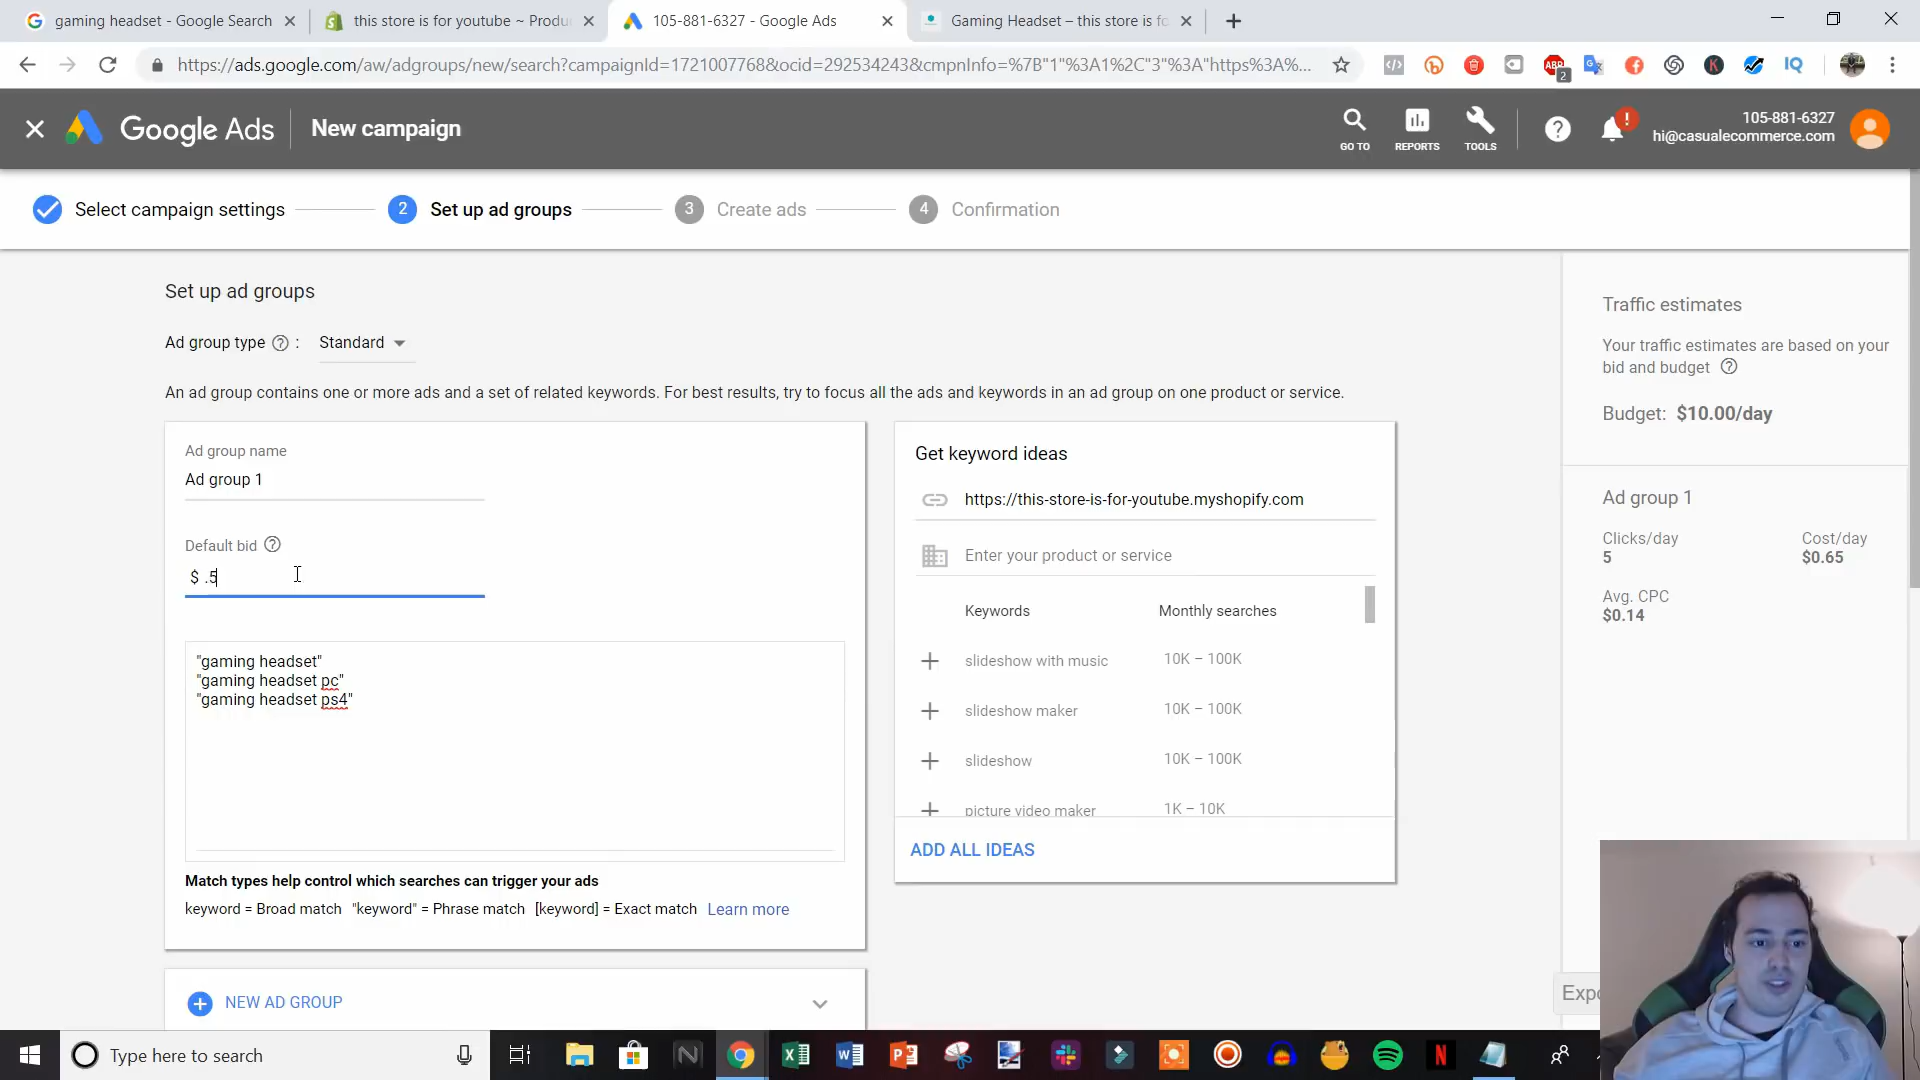 gaming headset - Google Search
this store is for youtube ~ Produ
105-881-6327 - Google Ads
Gaming Headset – this store is fo
https://ads.google.com/aw/adgroups/new/search?campaignId=1721007768&ocid=292534243&cmpnInfo=%7B"1"%3A1%2C"3"%3A"https%3A%...
ABP
2
K
IQ
Google Ads
New campaign
GO TO
REPORTS
TOOLS
105-881-6327
hi@casualecommerce.com
Select campaign settings
2
Set up ad groups
3
Create ads
4
Confirmation
Set up ad groups
Ad group type ? : Standard
An ad group contains one or more ads and a set of related keywords. For best results, try to focus all the ads and keywords in an ad group on one product or service.
Ad group name
Ad group 1
Default bid ?
$ .5
"gaming headset"
"gaming headset pc"
"gaming headset ps4"
Match types help control which searches can trigger your ads
keyword = Broad match "keyword" = Phrase match [keyword] = Exact match Learn more
+ NEW AD GROUP
Get keyword ideas
https://this-store-is-for-youtube.myshopify.com
Enter your product or service
Keywords Monthly searches
+ slideshow with music 10K – 100K
+ slideshow maker 10K – 100K
+ slideshow 10K – 100K
+ picture video maker 1K – 10K
ADD ALL IDEAS
Traffic estimates
Your traffic estimates are based on your
bid and budget ?
Budget: $10.00/day
Ad group 1
Clicks/day Cost/day
5 $0.65
Avg. CPC
$0.14
Expo
Type here to search